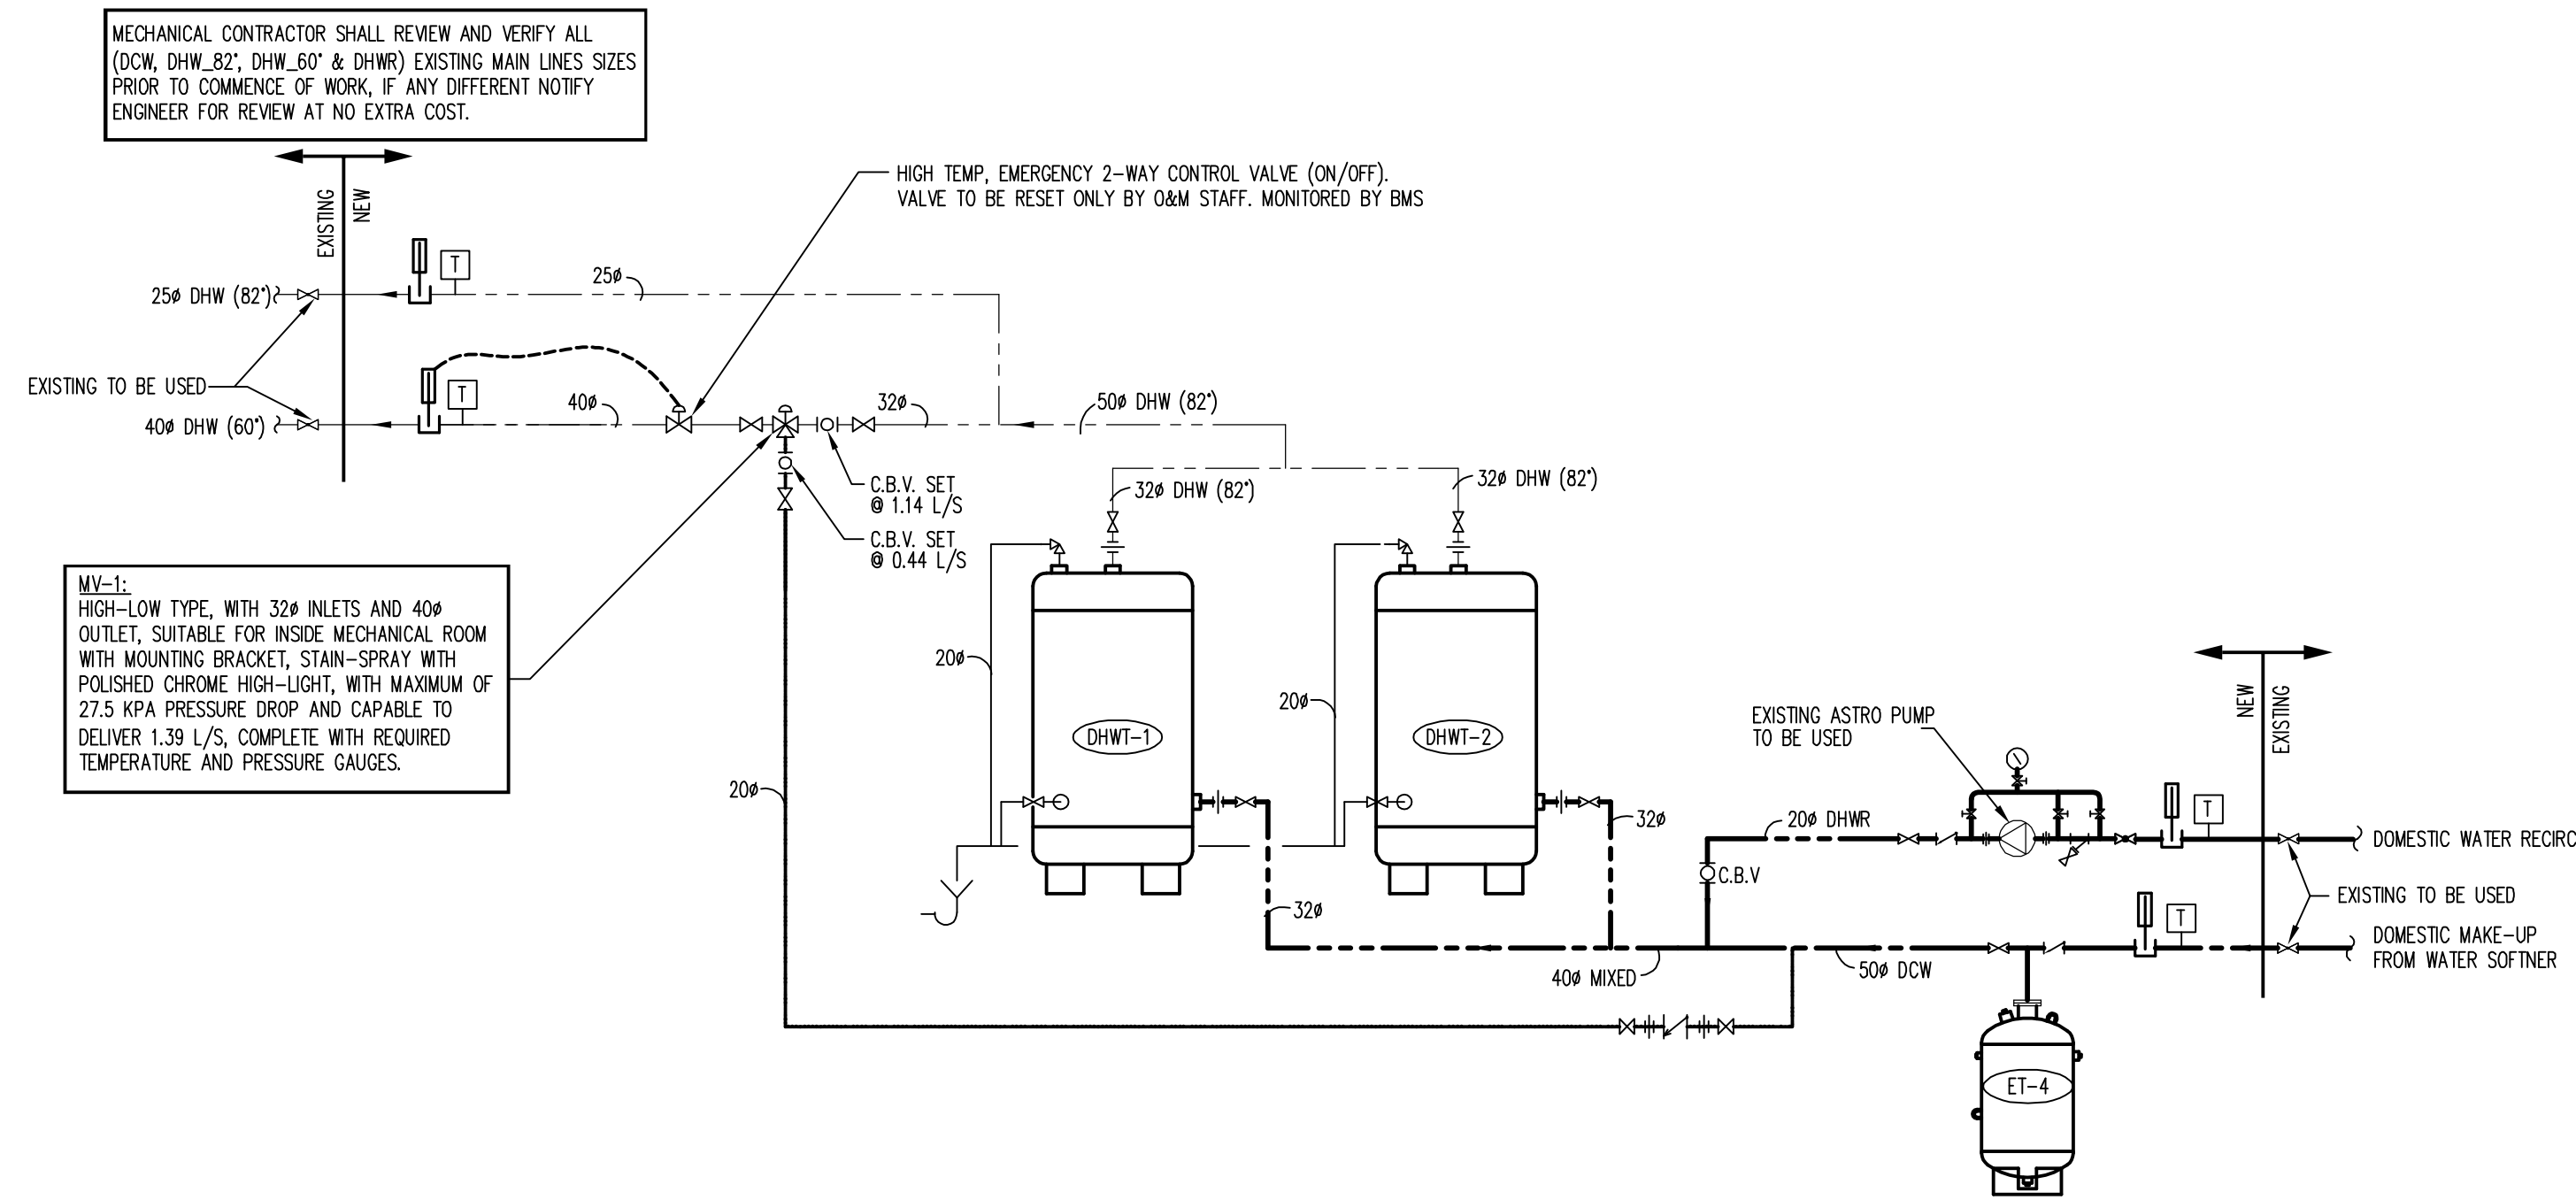 MECHANICAL CONTRACTOR SHALL REVIEW AND VERIFY ALL
(DCW, DHW_82°, DHW_60° & DHWR) EXISTING MAIN LINES SIZES
PRIOR TO COMMENCE OF WORK, IF ANY DIFFERENT NOTIFY
ENGINEER FOR REVIEW AT NO EXTRA COST.
EXISTING
NEW
HIGH TEMP, EMERGENCY 2-WAY CONTROL VALVE (ON/OFF).
VALVE TO BE RESET ONLY BY O&M STAFF. MONITORED BY BMS
T
25ø
25ø DHW (82°)
EXISTING TO BE USED
T
40ø
32ø
50ø DHW (82°)
40ø DHW (60°)
C.B.V. SET
@ 1.14 L/S
C.B.V. SET
@ 0.44 L/S
32ø DHW (82°)
32ø DHW (82°)
MV-1:
HIGH-LOW TYPE, WITH 32ø INLETS AND 40ø
OUTLET, SUITABLE FOR INSIDE MECHANICAL ROOM
WITH MOUNTING BRACKET, STAIN-SPRAY WITH
POLISHED CHROME HIGH-LIGHT, WITH MAXIMUM OF
27.5 KPA PRESSURE DROP AND CAPABLE TO
DELIVER 1.39 L/S, COMPLETE WITH REQUIRED
TEMPERATURE AND PRESSURE GAUGES.
20ø
20ø
20ø
DHWT-1
DHWT-2
EXISTING ASTRO PUMP
TO BE USED
NEW
EXISTING
32ø
32ø
20ø DHWR
C.B.V
T
DOMESTIC WATER RECIRC
EXISTING TO BE USED
T
DOMESTIC MAKE-UP
FROM WATER SOFTNER
40ø MIXED
50ø DCW
ET-4